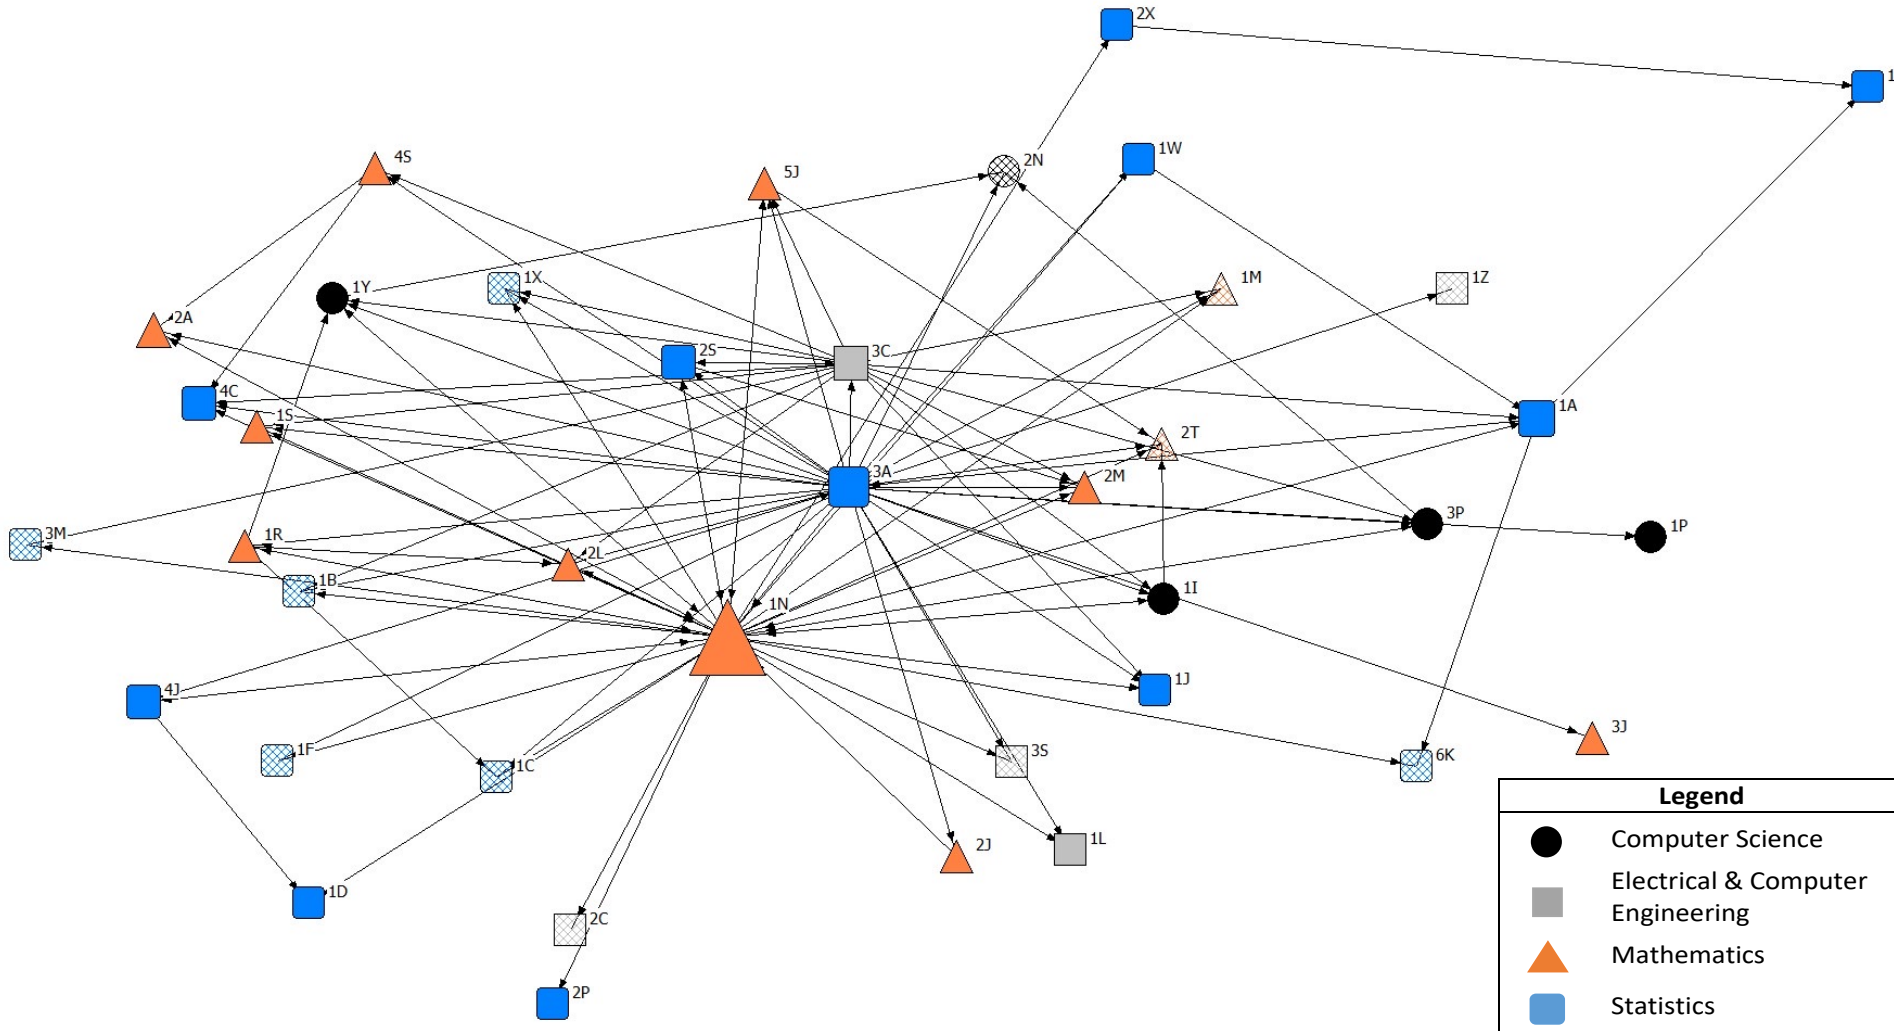 2X
1
4S
5J
2N
1W
1Y
1X
1M
1Z
2A
2S
3C
4C
1S
1A
2T
3A
2M
3M
1R
2L
3P
1P
1B
1N
1I
4J
1J
1F
1C
3S
6K
3J
2J
1L
1D
2C
2P
Legend
Computer Science
Electrical & Computer
Engineering
Mathematics
Statistics